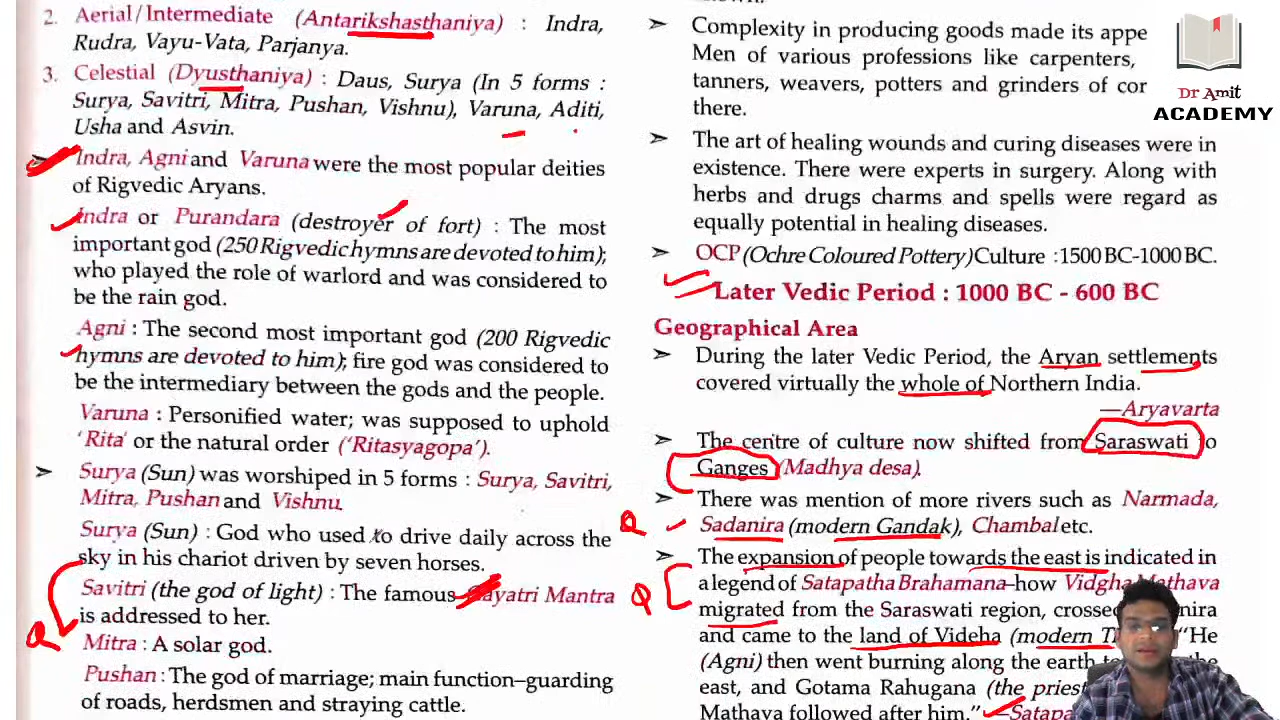 2. Aerial/Intermediate (Antarikshasthaniya) : Indra,
Rudra, Vayu-Vata, Parjanya.
3. Celestial (Dyusthaniya) : Daus, Surya (In 5 forms :
Surya, Savitri, Mitra, Pushan, Vishnu), Varuna, Aditi,
Usha and Asvin.
➤ Indra, Agni and Varuna were the most popular deities
of Rigvedic Aryans.
Indra or Purandara (destroyer of fort) : The most
important god (250 Rigvedic hymns are devoted to him);
who played the role of warlord and was considered to
be the rain god.
Agni : The second most important god (200 Rigvedic
hymns are devoted to him); fire god was considered to
be the intermediary between the gods and the people.
Varuna : Personified water; was supposed to uphold
'Rita' or the natural order ('Ritasyagopa').
➤ Surya (Sun) was worshiped in 5 forms : Surya, Savitri,
Mitra, Pushan and Vishnu.
Surya (Sun) : God who used to drive daily across the
sky in his chariot driven by seven horses.
Savitri (the god of light) : The famous Gayatri Mantra
is addressed to her.
Mitra : A solar god.
Pushan : The god of marriage; main function–guarding
of roads, herdsmen and straying cattle.
➤ Complexity in producing goods made its appe
Men of various professions like carpenters,
tanners, weavers, potters and grinders of cor
there.
➤ The art of healing wounds and curing diseases were in
existence. There were experts in surgery. Along with
herbs and drugs charms and spells were regard as
equally potential in healing diseases.
➤ OCP (Ochre Coloured Pottery) Culture : 1500 BC-1000 BC.
Later Vedic Period : 1000 BC - 600 BC
Geographical Area
➤ During the later Vedic Period, the Aryan settlements
covered virtually the whole of Northern India.
—Aryavarta
➤ The centre of culture now shifted from Saraswati to
Ganges (Madhya desa).
➤ There was mention of more rivers such as Narmada,
Sadanira (modern Gandak), Chambal etc.
➤ The expansion of people towards the east is indicated in
a legend of Satapatha Brahamana–how Vidgha Mathava
migrated from the Saraswati region, crosse nira
and came to the land of Videha (modern T "He
(Agni) then went burning along the earth to the
east, and Gotama Rahugana (the pries
Mathava followed after him." —Satapa
Q
Q
Q
Dr Amit
ACADEMY